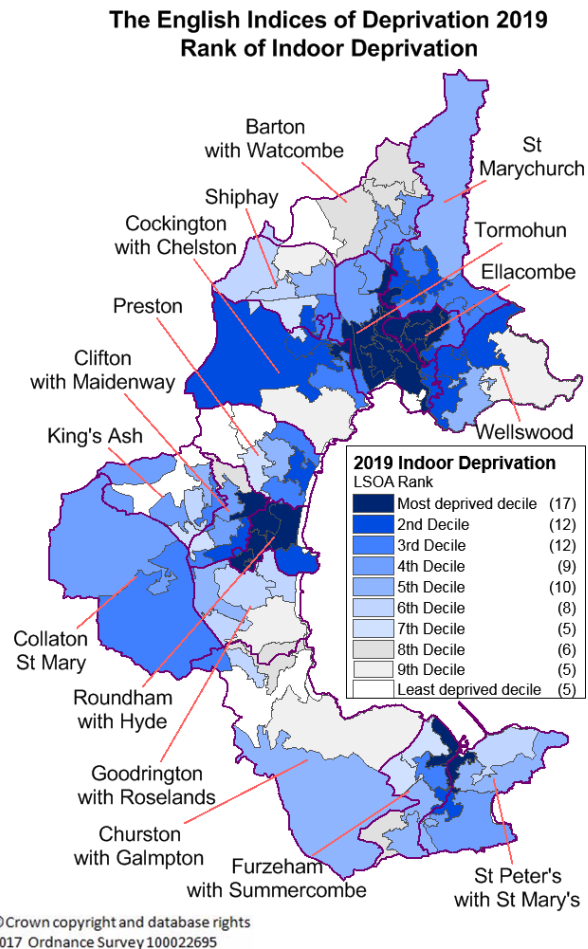 The English Indices of Deprivation 2019
Rank of Indoor Deprivation
Barton
with Watcombe
St
Marychurch
Shiphay
Cockington
with Chelston
Tormohun
Ellacombe
Preston
Clifton
with Maidenway
King's Ash
Wellswood
2019 Indoor Deprivation
LSOA Rank
Most deprived decile (17)
2nd Decile (12)
3rd Decile (12)
4th Decile (9)
5th Decile (10)
6th Decile (8)
7th Decile (5)
8th Decile (6)
9th Decile (5)
Least deprived decile (5)
Collaton
St Mary
Roundham
with Hyde
Goodrington
with Roselands
Churston
with Galmpton
Furzeham
with Summercombe
St Peter's
with St Mary's
©Crown copyright and database rights
017 Ordnance Survey 100022695